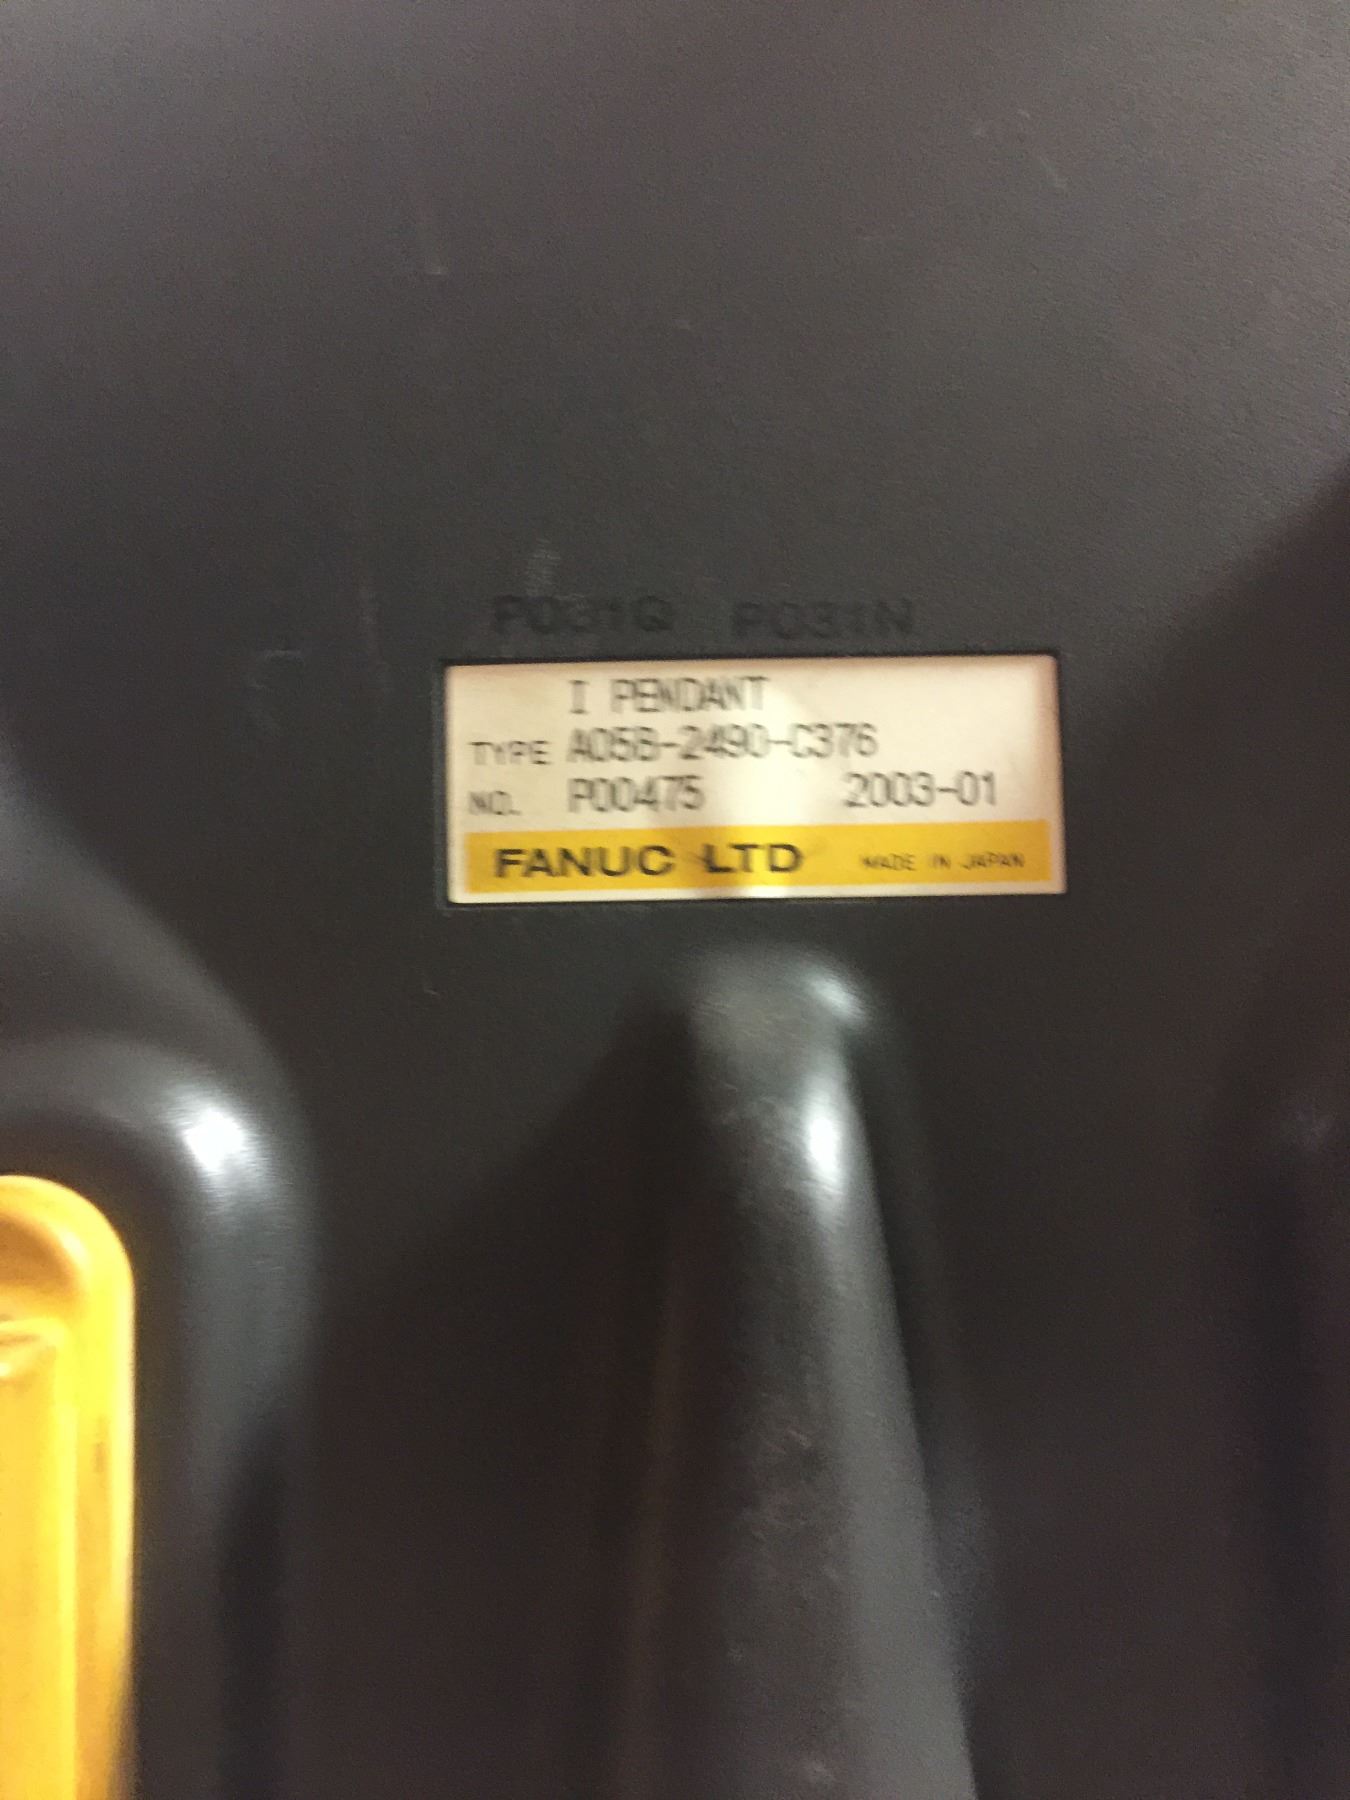 P031Q P031N
I PENDANT
TYPE A05B-2490-C376
NO. P00475 2003-01
FANUC LTD MADE IN JAPAN